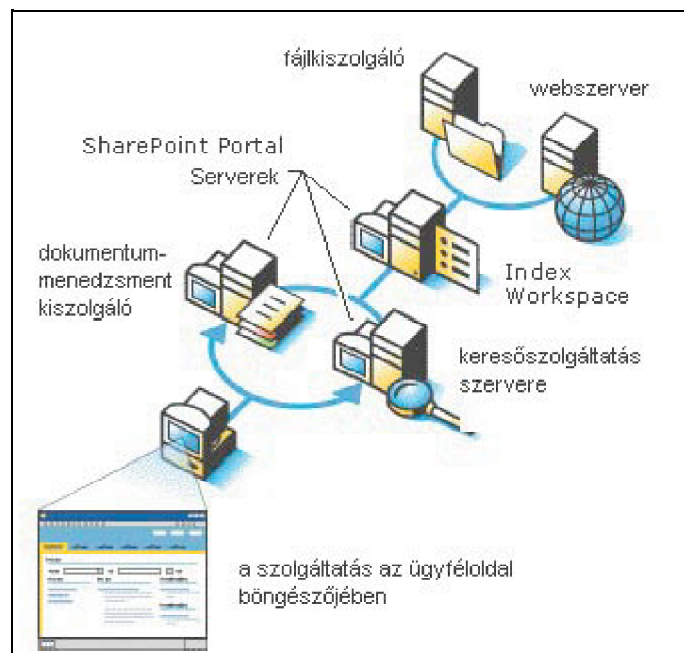 fájlkiszolgáló
webszerver
SharePoint Portal
Serverek
dokumentum-
menedzsment
kiszolgáló
Index
Workspace
keresőszolgáltatás
szervere
a szolgáltatás az ügyféloldal
böngészőjében